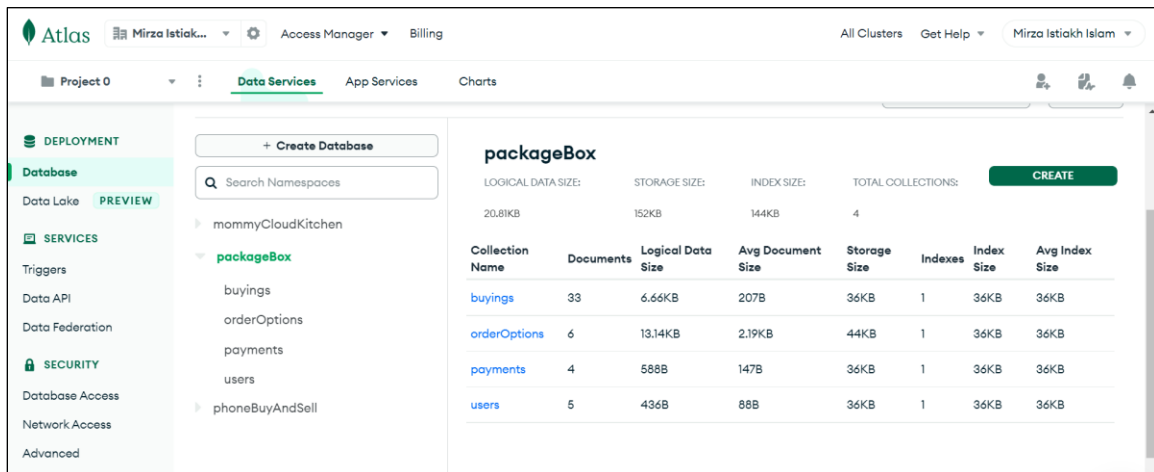 Atlas
Mirza Istiak...
Access Manager
Billing
All Clusters
Get Help
Mirza Istiakh Islam
Project 0
Data Services
App Services
Charts
DEPLOYMENT
Database
Data Lake PREVIEW
SERVICES
Triggers
Data API
Data Federation
SECURITY
Database Access
Network Access
Advanced
+ Create Database
Search Namespaces
mommyCloudKitchen
packageBox
buyings
orderOptions
payments
users
phoneBuyAndSell
packageBox
LOGICAL DATA SIZE: STORAGE SIZE: INDEX SIZE: TOTAL COLLECTIONS:
20.81KB 152KB 144KB 4
CREATE
Collection Name Documents Logical Data Size Avg Document Size Storage Size Indexes Index Size Avg Index Size
buyings 33 6.66KB 207B 36KB 1 36KB 36KB
orderOptions 6 13.14KB 2.19KB 44KB 1 36KB 36KB
payments 4 588B 147B 36KB 1 36KB 36KB
users 5 436B 88B 36KB 1 36KB 36KB